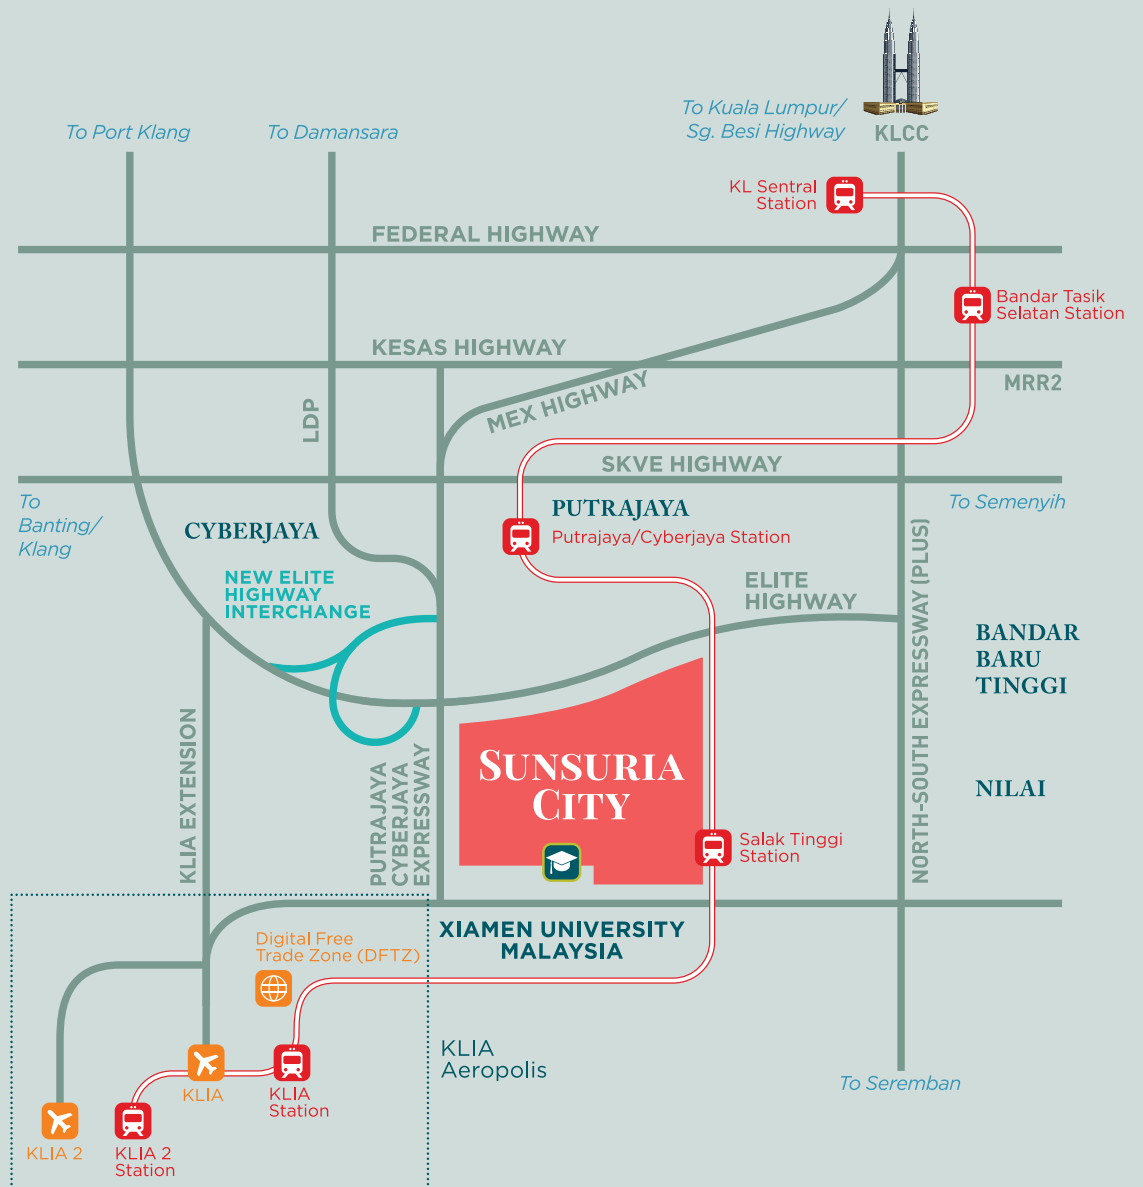 To Kuala Lumpur/
Sg. Besi Highway
KLCC
To Port Klang
To Damansara
KL Sentral
Station
FEDERAL HIGHWAY
Bandar Tasik
Selatan Station
KESAS HIGHWAY
MRR2
MEX HIGHWAY
LDP
SKVE HIGHWAY
To
Banting/
Klang
To Semenyih
CYBERJAYA
PUTRAJAYA
Putrajaya/Cyberjaya Station
NEW ELITE
HIGHWAY
INTERCHANGE
ELITE
HIGHWAY
NORTH-SOUTH EXPRESSWAY (PLUS)
BANDAR
BARU
TINGGI
KLIA EXTENSION
PUTRAJAYA
CYBERJAYA
EXPRESSWAY
SUNSURIA
CITY
NILAI
Salak Tinggi
Station
XIAMEN UNIVERSITY
MALAYSIA
Digital Free
Trade Zone (DFTZ)
KLIA
Aeropolis
KLIA
KLIA
Station
To Seremban
KLIA 2
KLIA 2
Station